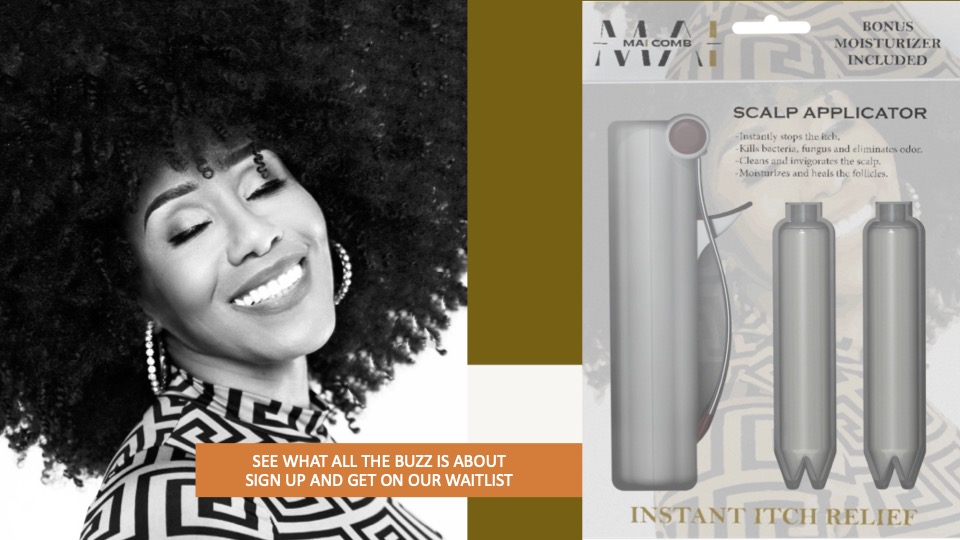 MAI COMB
BONUS
MOISTURIZER
INCLUDED
SCALP APPLICATOR
-Instantly stops the itch.
-Kills bacteria, fungus and eliminates odor.
-Cleans and invigorates the scalp.
-Moisturizes and heals the follicles.
SEE WHAT ALL THE BUZZ IS ABOUT
SIGN UP AND GET ON OUR WAITLIST
INSTANT ITCH RELIEF